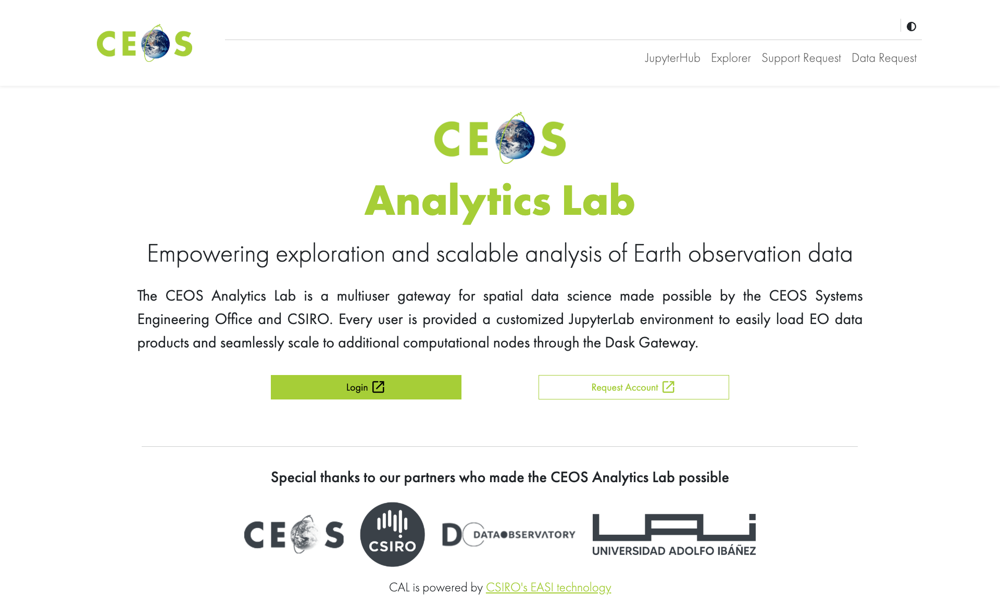 CEOS
JupyterHub Explorer Support Request Data Request
CEOS
Analytics Lab
Empowering exploration and scalable analysis of Earth observation data
The CEOS Analytics Lab is a multiuser gateway for spatial data science made possible by the CEOS Systems
Engineering Office and CSIRO. Every user is provided a customized JupyterLab environment to easily load EO data
products and seamlessly scale to additional computational nodes through the Dask Gateway.
Login Request Account
Special thanks to our partners who made the CEOS Analytics Lab possible
CEOS CSIRO DO DATAOBSERVATORY UAI
UNIVERSIDAD ADOLFO IBÁÑEZ
CAL is powered by CSIRO's EASI technology